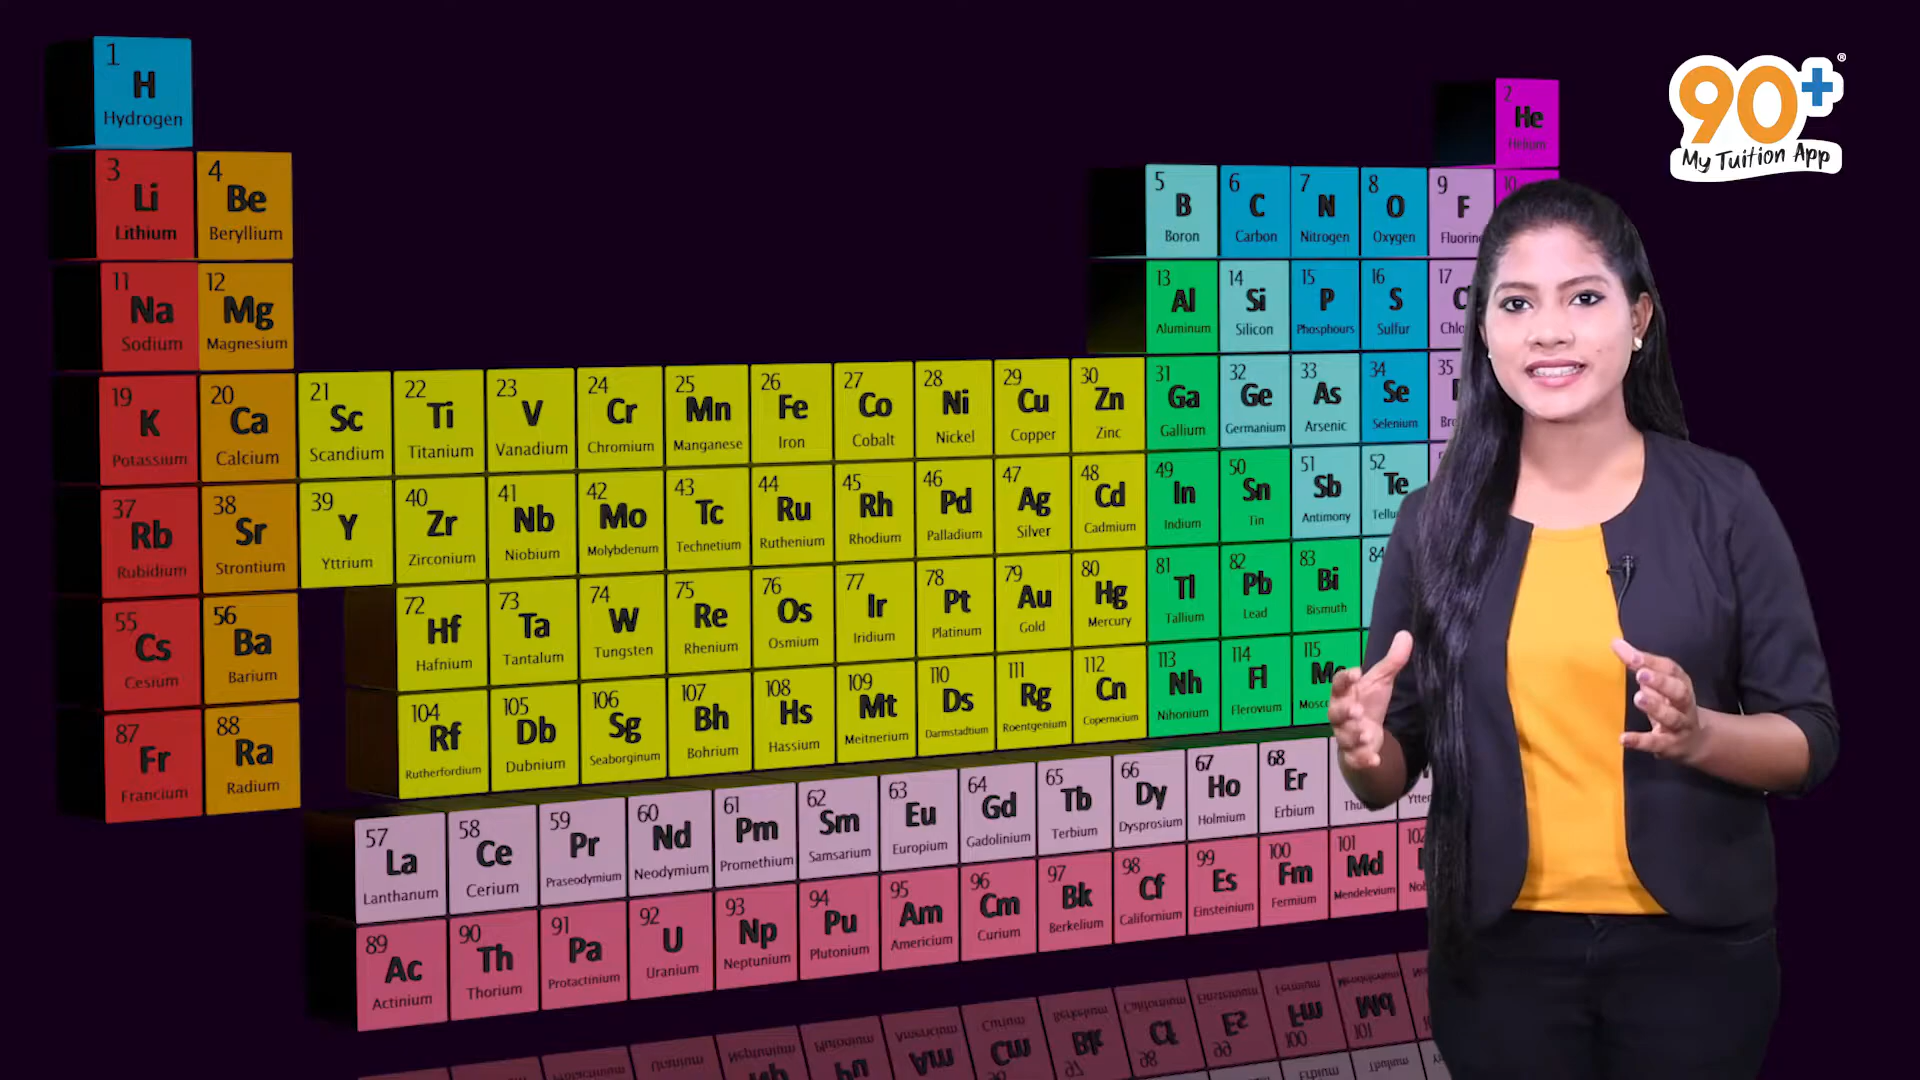 1
H
Hydrogen
2
He
Helium
90+®
My Tuition App
3
Li
Lithium
4
Be
Beryllium
5
B
Boron
6
C
Carbon
7
N
Nitrogen
8
O
Oxygen
9
F
10
11
Na
Sodium
12
Mg
Magnesium
13
Al
Aluminum
14
Si
Silicon
15
P
Phosphours
16
S
Sulfur
17
19
K
Potassium
20
Ca
Calcium
21
Sc
Scandium
22
Ti
Titanium
23
V
Vanadium
24
Cr
Chromium
25
Mn
Manganese
26
Fe
Iron
27
Co
Cobalt
28
Ni
Nickel
29
Cu
Copper
30
Zn
Zinc
31
Ga
Gallium
32
Ge
Germanium
33
As
Arsenic
34
Se
Selenium
35
37
Rb
Rubidium
38
Sr
Strontium
39
Y
Yttrium
40
Zr
Zirconium
41
Nb
Niobium
42
Mo
Molybdenum
43
Tc
Technetium
44
Ru
Ruthenium
45
Rh
Rhodium
46
Pd
Palladium
47
Ag
Silver
48
Cd
Cadmium
49
In
Indium
50
Sn
Tin
51
Sb
Antimony
52
Te
55
Cs
Cesium
56
Ba
Barium
72
Hf
Hafnium
73
Ta
Tantalum
74
W
Tungsten
75
Re
Rhenium
76
Os
Osmium
77
Ir
Iridium
78
Pt
Platinum
79
Au
Gold
80
Hg
Mercury
81
Tl
Tallium
82
Pb
Lead
83
Bi
Bismuth
84
87
Fr
Francium
88
Ra
Radium
104
Rf
Rutherfordium
105
Db
Dubnium
106
Sg
Seaborginum
107
Bh
Bohrium
108
Hs
Hassium
109
Mt
Meitnerium
110
Ds
Darmstadtium
111
Rg
Roentgenium
112
Cn
Copernicium
113
Nh
Nihonium
114
Fl
Flerovium
115
57
La
Lanthanum
58
Ce
Cerium
59
Pr
Praseodymium
60
Nd
Neodymium
61
Pm
Promethium
62
Sm
Samsarium
63
Eu
Europium
64
Gd
Gadolinium
65
Tb
Terbium
66
Dy
Dysprosium
67
Ho
Holmium
68
Er
Erbium
89
Ac
Actinium
90
Th
Thorium
91
Pa
Protactinium
92
U
Uranium
93
Np
Neptunium
94
Pu
Plutonium
95
Am
Americium
96
Cm
Curium
97
Bk
Berkelium
98
Cf
Californium
99
Es
Einsteinium
100
Fm
Fermium
101
Md
Mendelevium
102